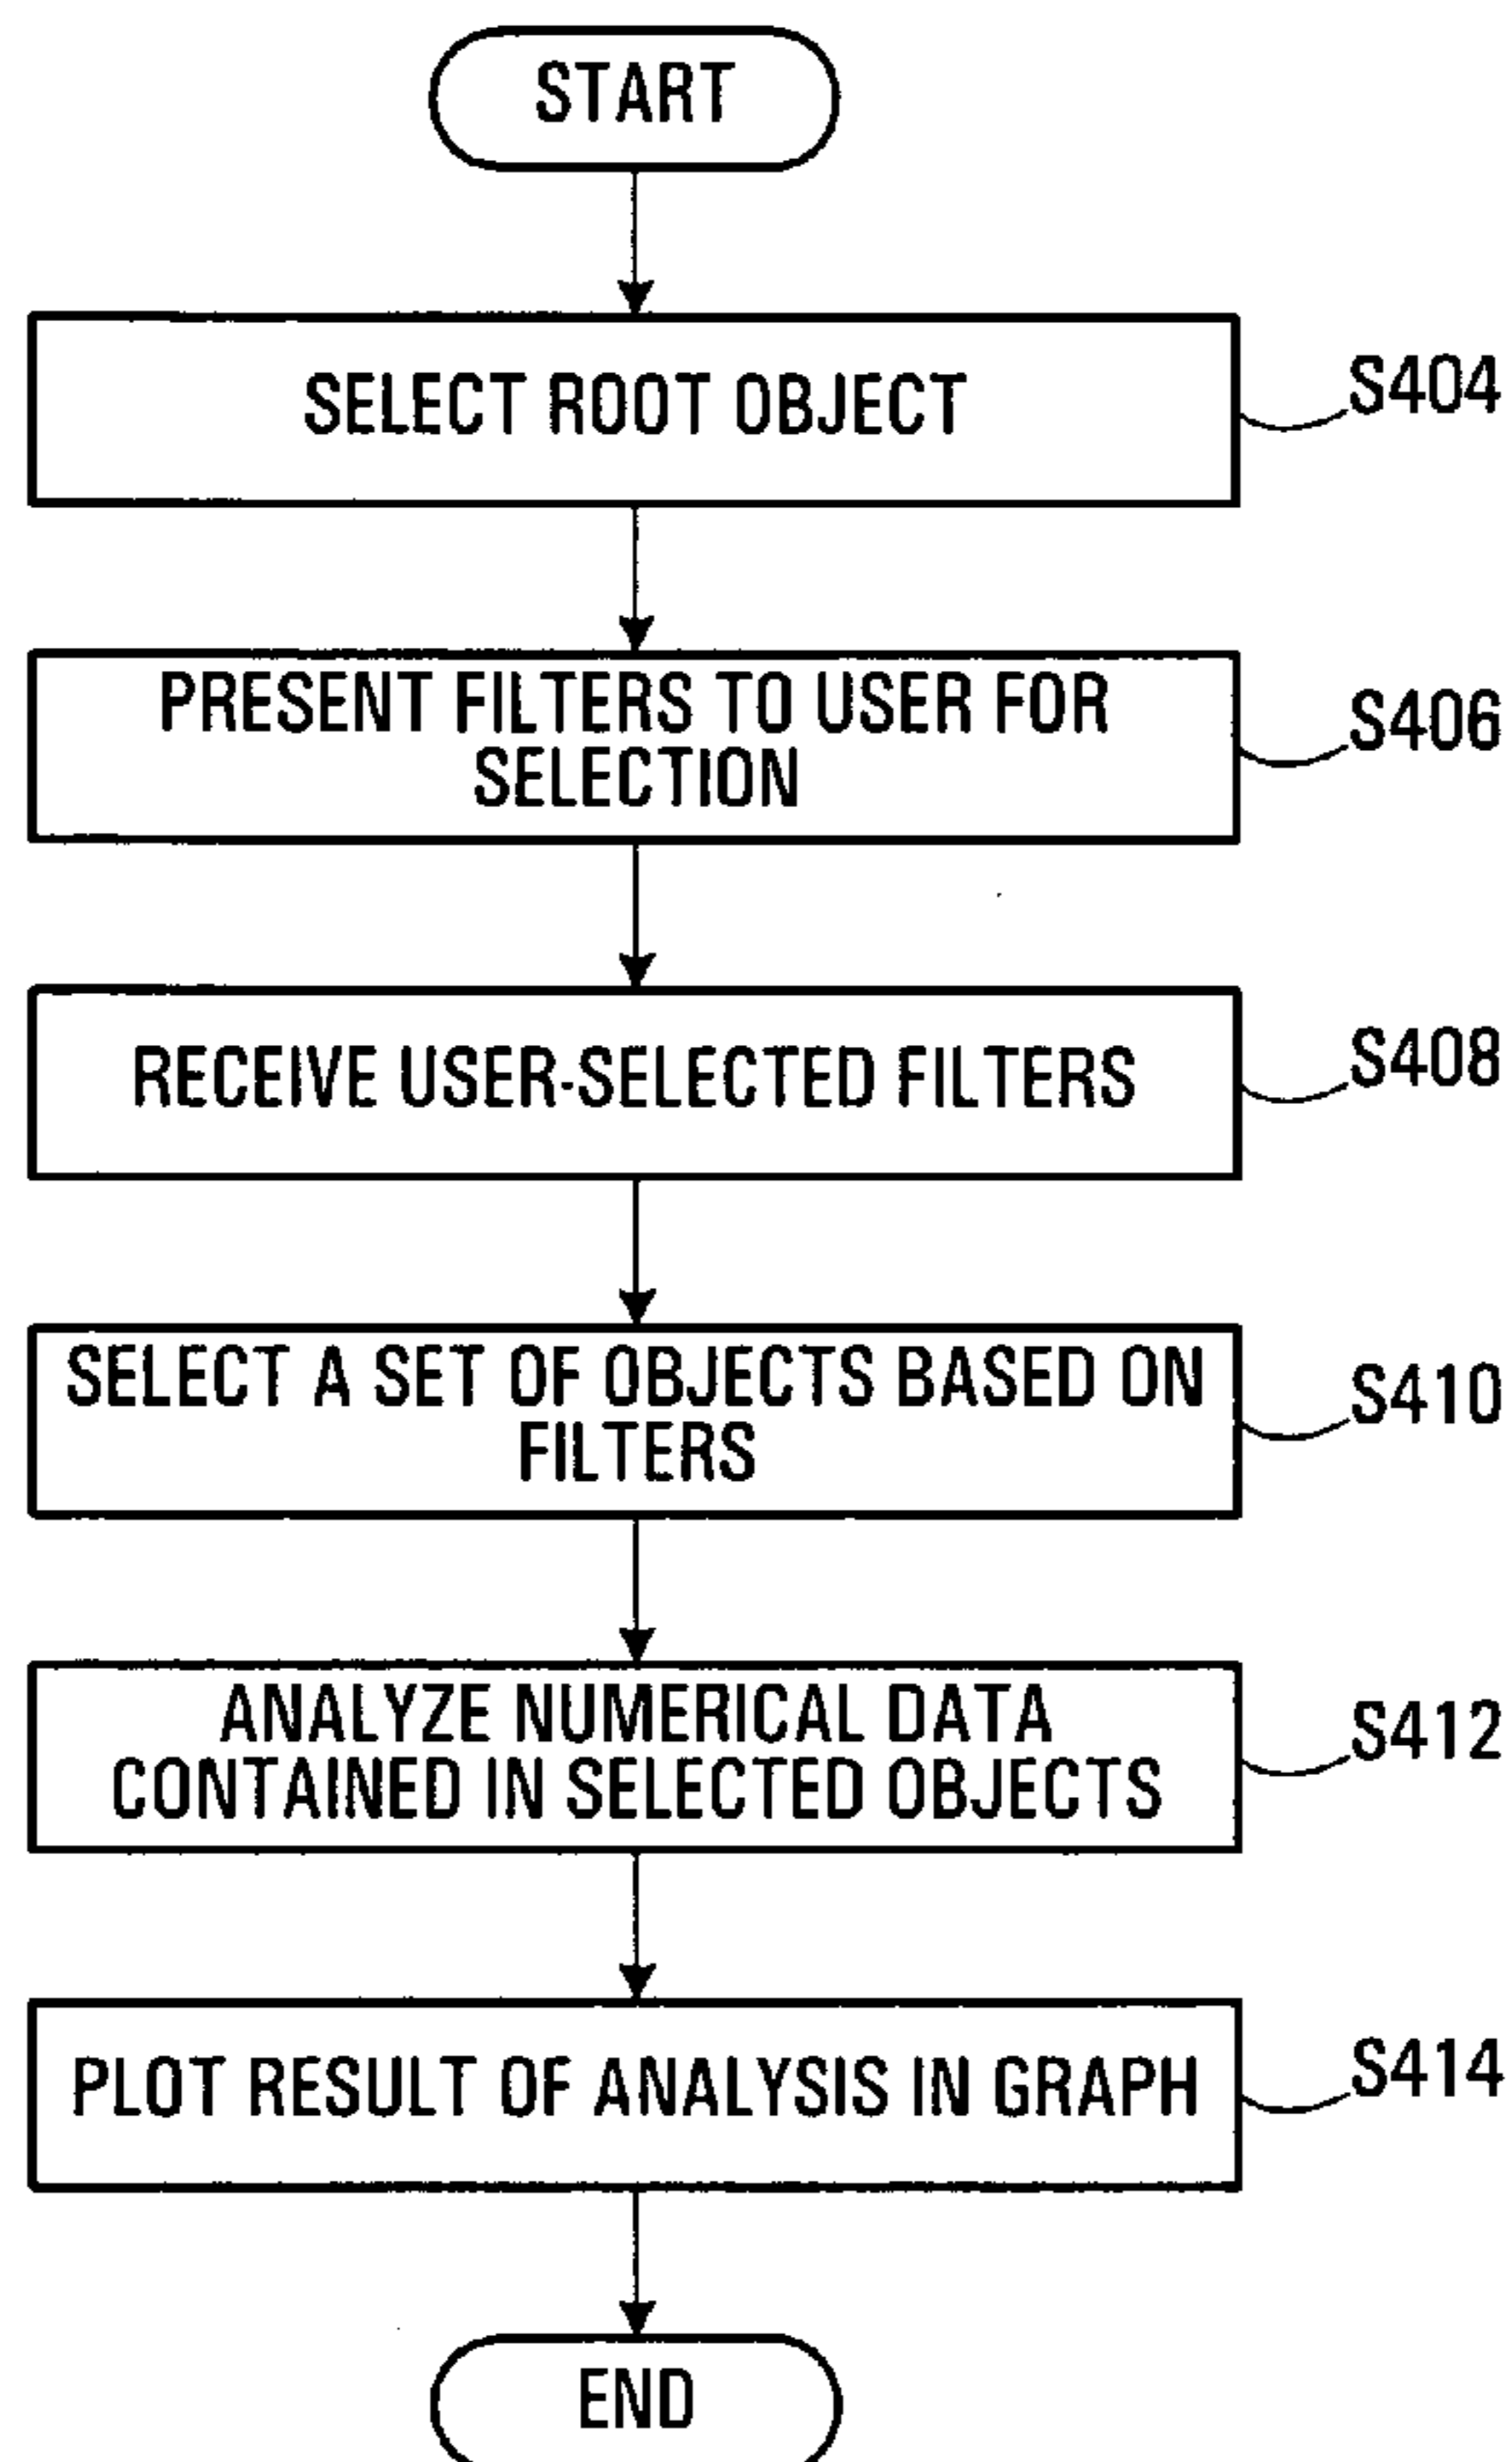 START
SELECT ROOT OBJECT
S404
PRESENT FILTERS TO USER FOR
SELECTION
S406
RECEIVE USER-SELECTED FILTERS
S408
SELECT A SET OF OBJECTS BASED ON
FILTERS
S410
ANALYZE NUMERICAL DATA
CONTAINED IN SELECTED OBJECTS
S412
PLOT RESULT OF ANALYSIS IN GRAPH
S414
END